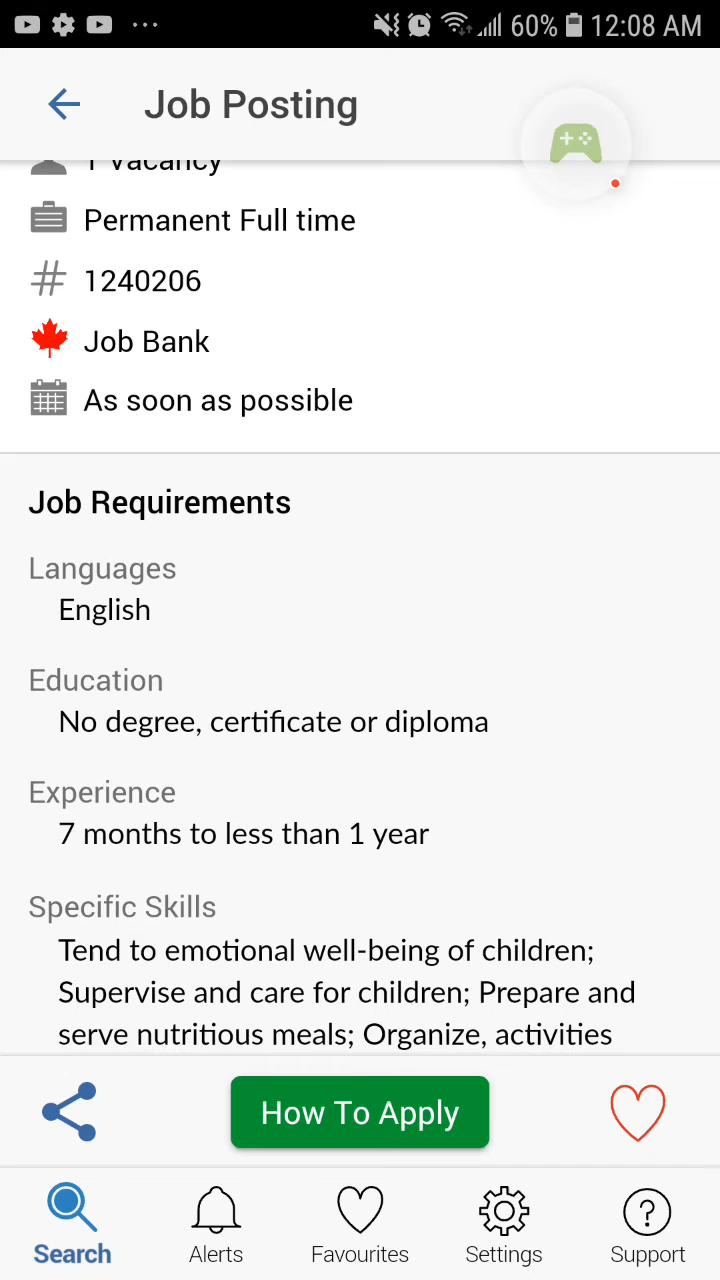 60% 12:08 AM
Job Posting
1 Vacancy
Permanent Full time
# 1240206
Job Bank
As soon as possible
Job Requirements
Languages
English
Education
No degree, certificate or diploma
Experience
7 months to less than 1 year
Specific Skills
Tend to emotional well-being of children;
Supervise and care for children; Prepare and
serve nutritious meals; Organize, activities
How To Apply
Search Alerts Favourites Settings Support